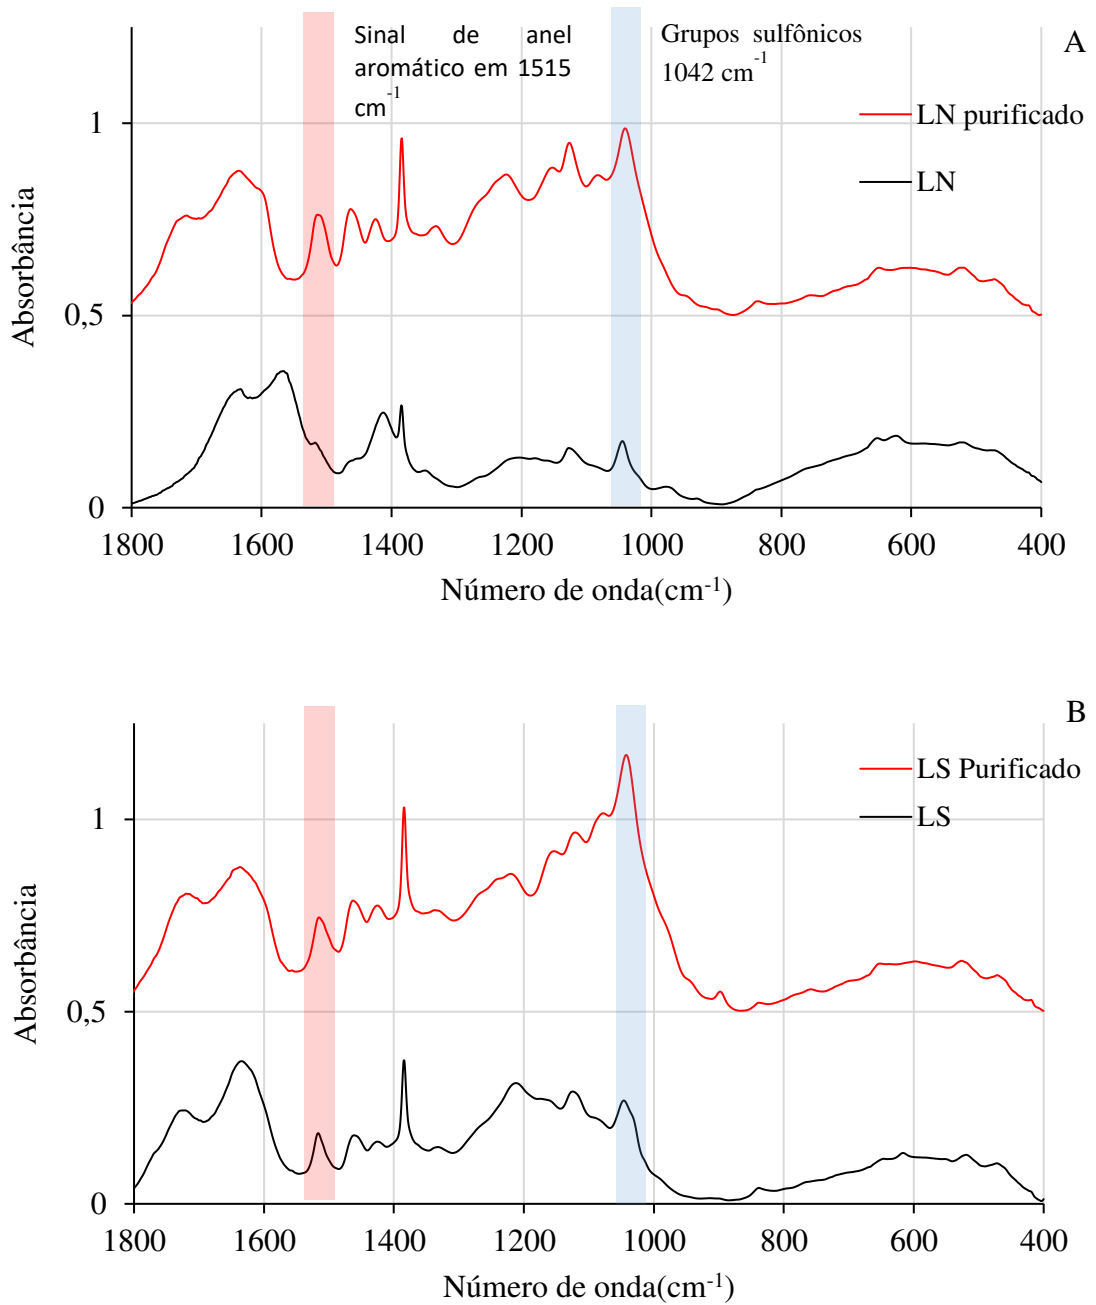 A
Sinal de anel
aromático em 1515
cm-1
Grupos sulfônicos
1042 cm-1
LN purificado
LN
Absorbância
1
0,5
0
1800 1600 1400 1200 1000 800 600 400
Número de onda(cm-1)
B
LS Purificado
LS
Absorbância
1
0,5
0
1800 1600 1400 1200 1000 800 600 400
Número de onda(cm-1)